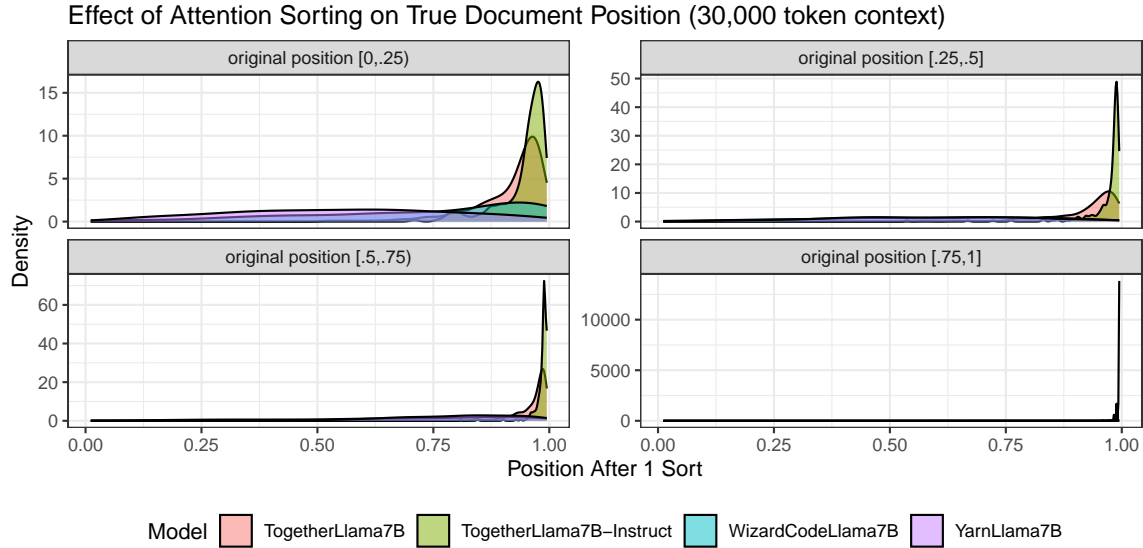 Effect of Attention Sorting on True Document Position (30,000 token context)
original position [0,.25)
original position [.25,.5]
15
10
5
0
50
40
30
20
10
0
Density
original position [.5,.75)
original position [.75,1]
60
40
20
0
10000
5000
0
0.00 0.25 0.50 0.75 1.00
0.00 0.25 0.50 0.75 1.00
Position After 1 Sort
Model TogetherLlama7B TogetherLlama7B−Instruct WizardCodeLlama7B YarnLlama7B